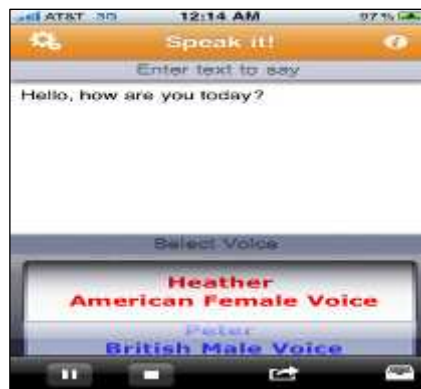 AT&T 3G 12:14 AM 97%
Speak it!
Enter text to say
Hello, how are you today?
Select Voice
Heather
American Female Voice
Peter
British Male Voice